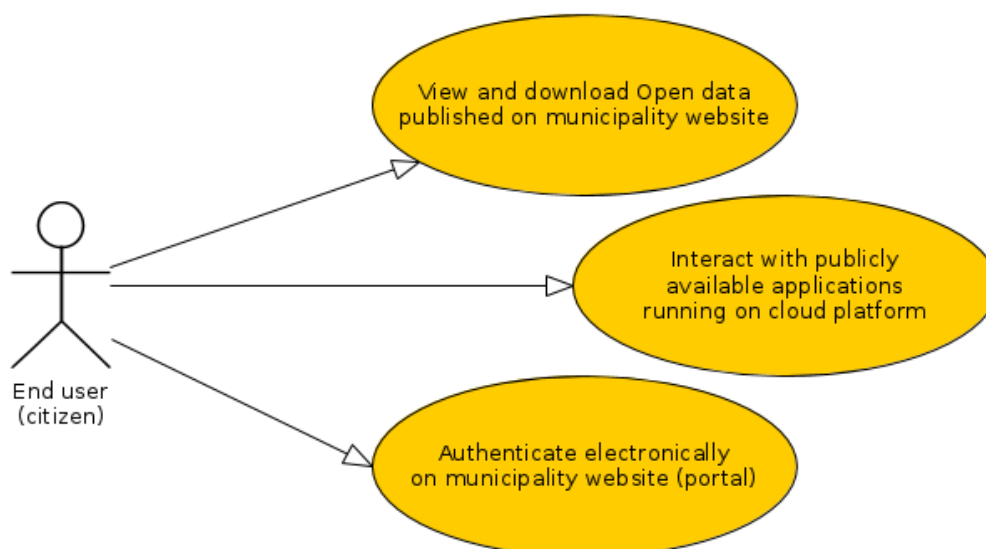 View and download Open data
published on municipality website
Interact with publicly
available applications
running on cloud platform
End user
(citizen)
Authenticate electronically
on municipality website (portal)